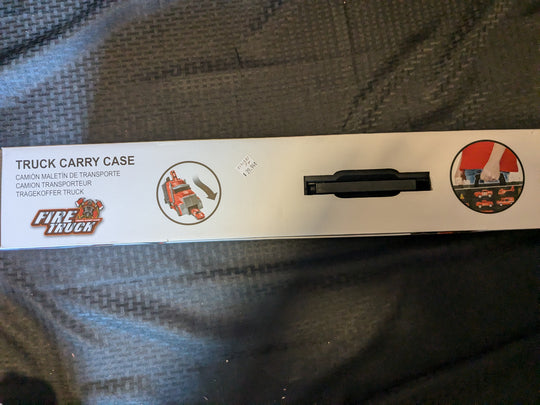 TRUCK CARRY CASE
CAMIÓN MALETÍN DE TRANSPORTE
CAMION TRANSPORTEUR
TRAGEKOFFER TRUCK
FIRE
TRUCK